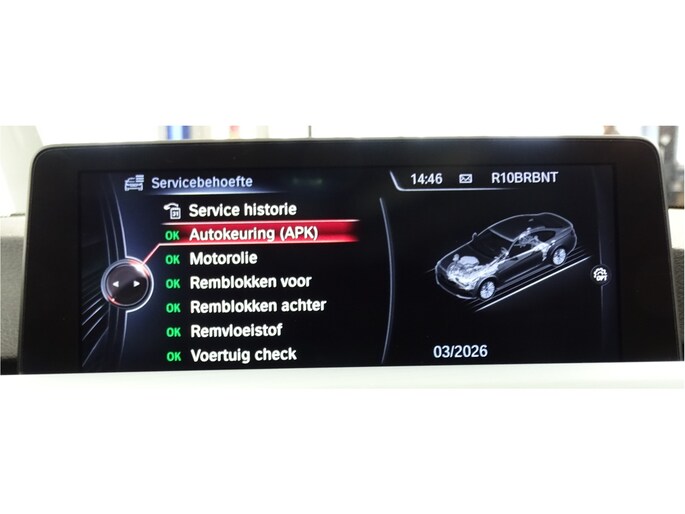 Servicebehoefte
14:46 R10BRBNT
Service historie
OK Autokeuring (APK)
OK Motorolie
OK Remblokken voor
OK Remblokken achter
OK Remvloeistof
OK Voertuig check
03/2026